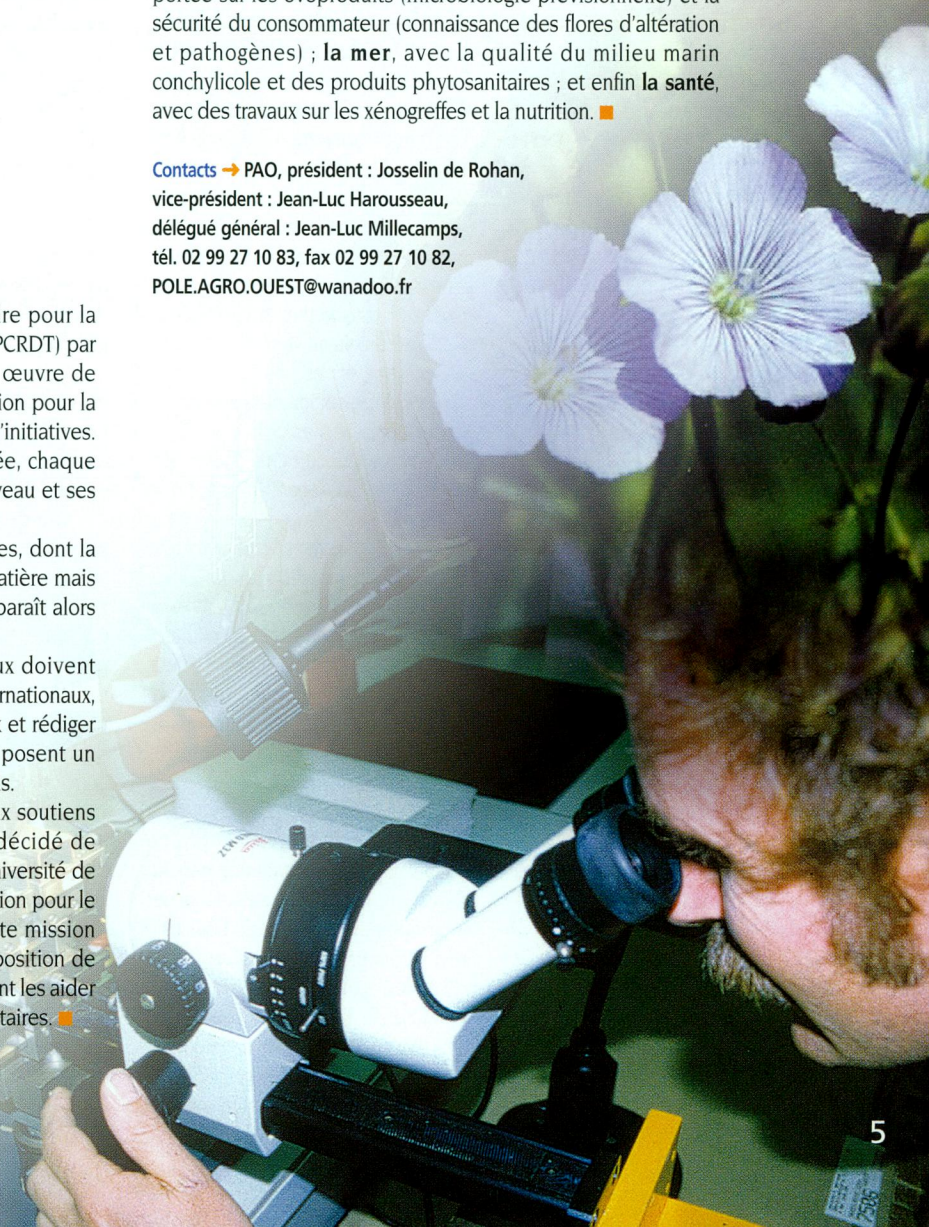 sécurité du consommateur (connaissance des flores d'altération
et pathogènes) ; la mer, avec la qualité du milieu marin
conchylicole et des produits phytosanitaires ; et enfin la santé,
avec des travaux sur les xénogreffes et la nutrition. ■
Contacts → PAO, président : Josselin de Rohan,
vice-président : Jean-Luc Harousseau,
délégué général : Jean-Luc Millecamps,
tél. 02 99 27 10 83, fax 02 99 27 10 82,
POLE.AGRO.OUEST@wanadoo.fr
re pour la
PCRDT) par
œuvre de
ion pour la
'initiatives.
ée, chaque
veau et ses
es, dont la
atière mais
paraît alors
ux doivent
ernationaux,
x et rédiger
posent un
s.
x soutiens
décidé de
niversité de
ion pour le
te mission
position de
nt les aider
taires. ■
5